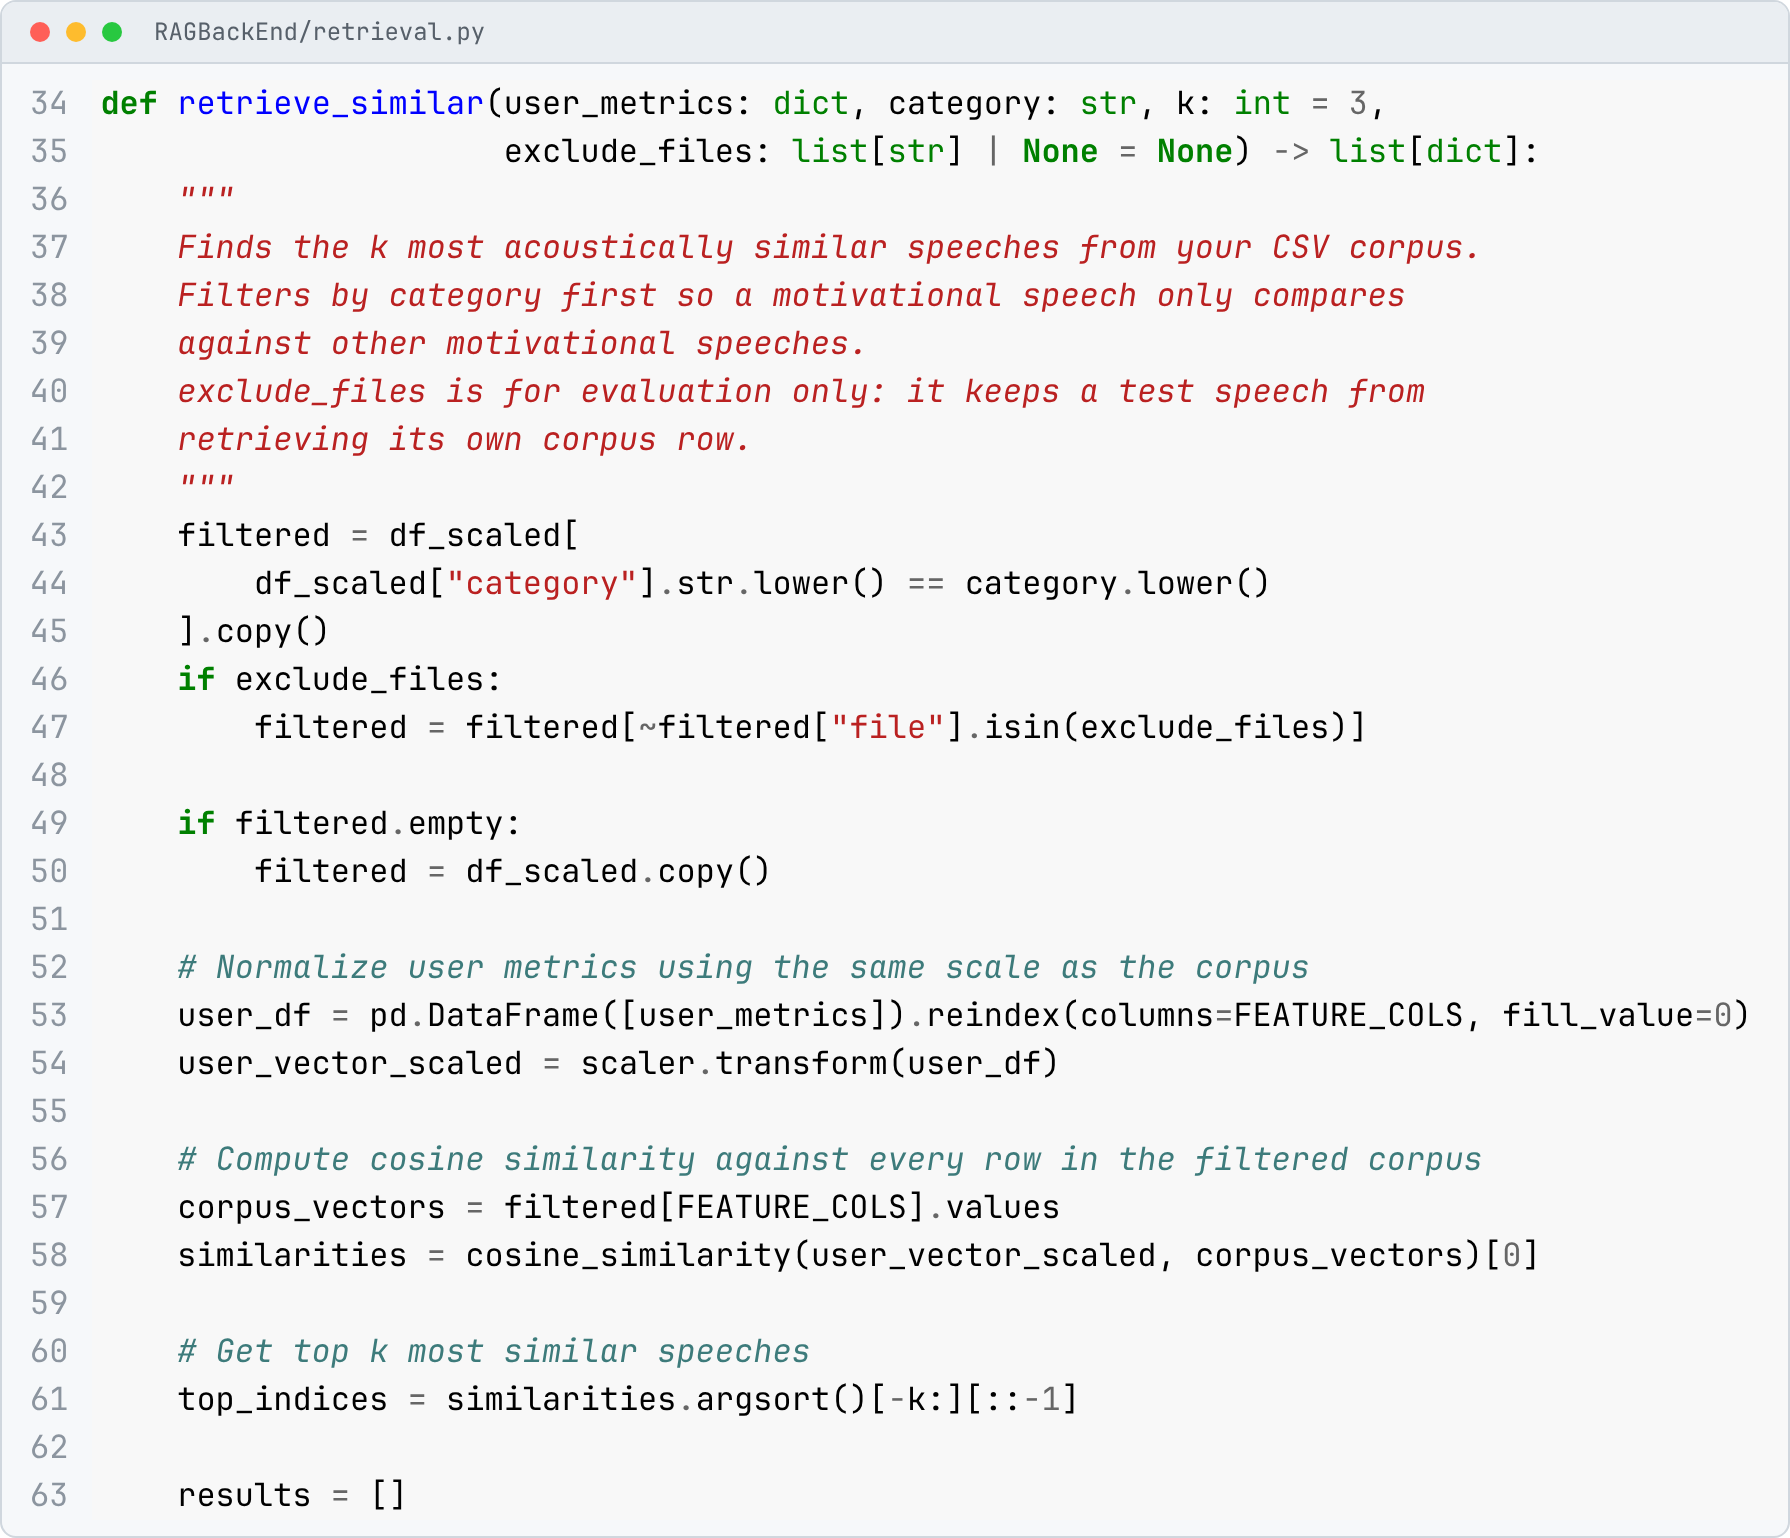 RAGBackEnd/retrieval.py
34 def retrieve_similar(user_metrics: dict, category: str, k: int = 3,
35                      exclude_files: list[str] | None = None) -> list[dict]:
36     """
37     Finds the k most acoustically similar speeches from your CSV corpus.
38     Filters by category first so a motivational speech only compares
39     against other motivational speeches.
40     exclude_files is for evaluation only: it keeps a test speech from
41     retrieving its own corpus row.
42     """
43     filtered = df_scaled[
44         df_scaled["category"].str.lower() == category.lower()
45     ].copy()
46     if exclude_files:
47         filtered = filtered[~filtered["file"].isin(exclude_files)]
48
49     if filtered.empty:
50         filtered = df_scaled.copy()
51
52     # Normalize user metrics using the same scale as the corpus
53     user_df = pd.DataFrame([user_metrics]).reindex(columns=FEATURE_COLS, fill_value=0)
54     user_vector_scaled = scaler.transform(user_df)
55
56     # Compute cosine similarity against every row in the filtered corpus
57     corpus_vectors = filtered[FEATURE_COLS].values
58     similarities = cosine_similarity(user_vector_scaled, corpus_vectors)[0]
59
60     # Get top k most similar speeches
61     top_indices = similarities.argsort()[-k:][::-1]
62
63     results = []